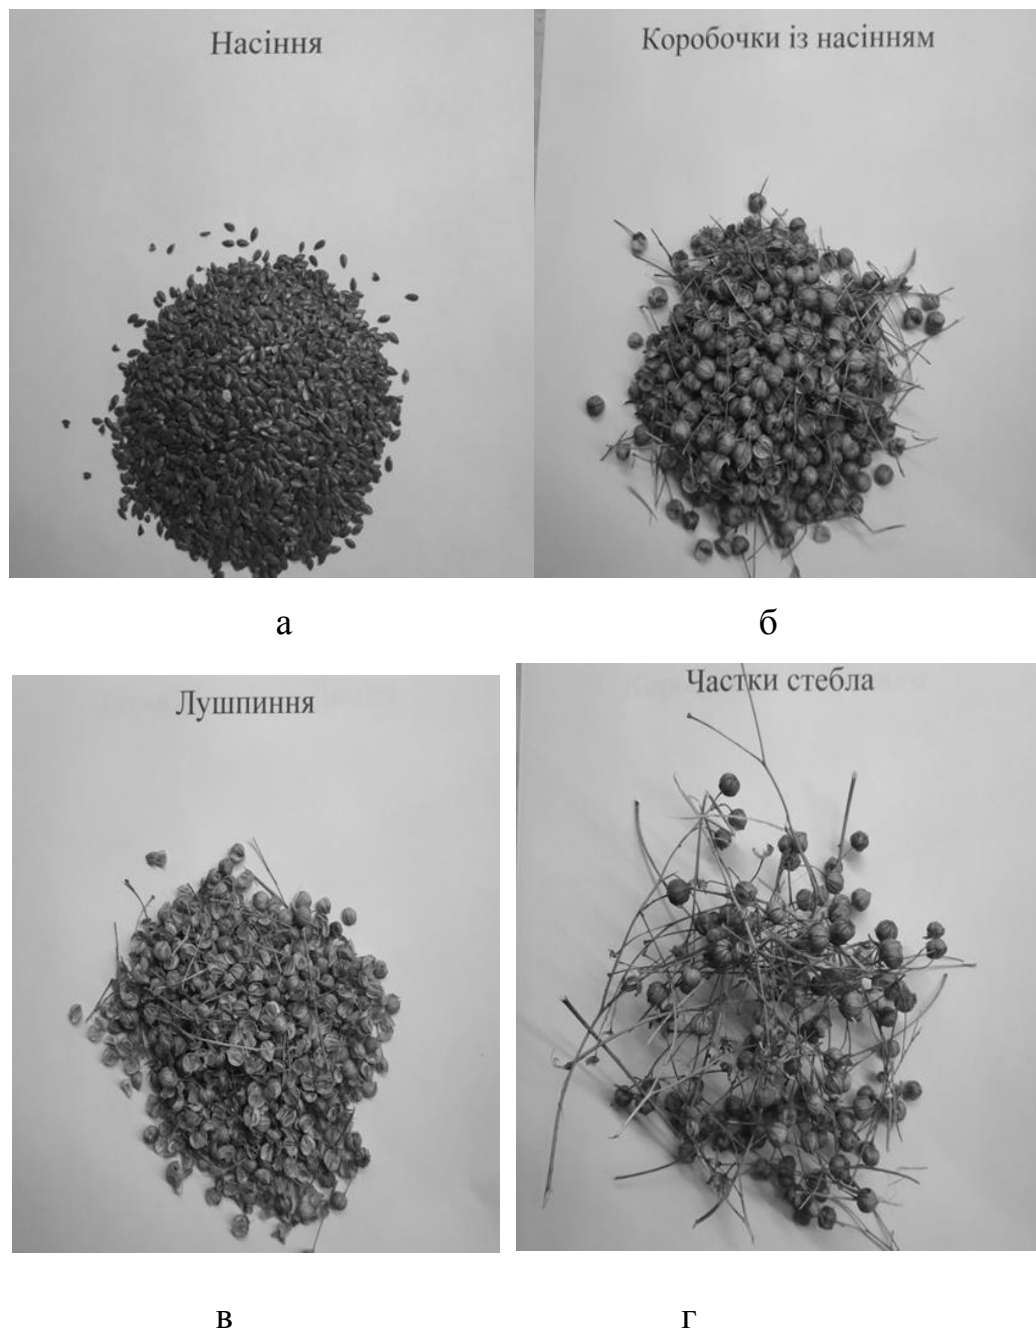 Насіння
Коробочки із насінням
а
б
Лушпиння
Частки стебла
в
г